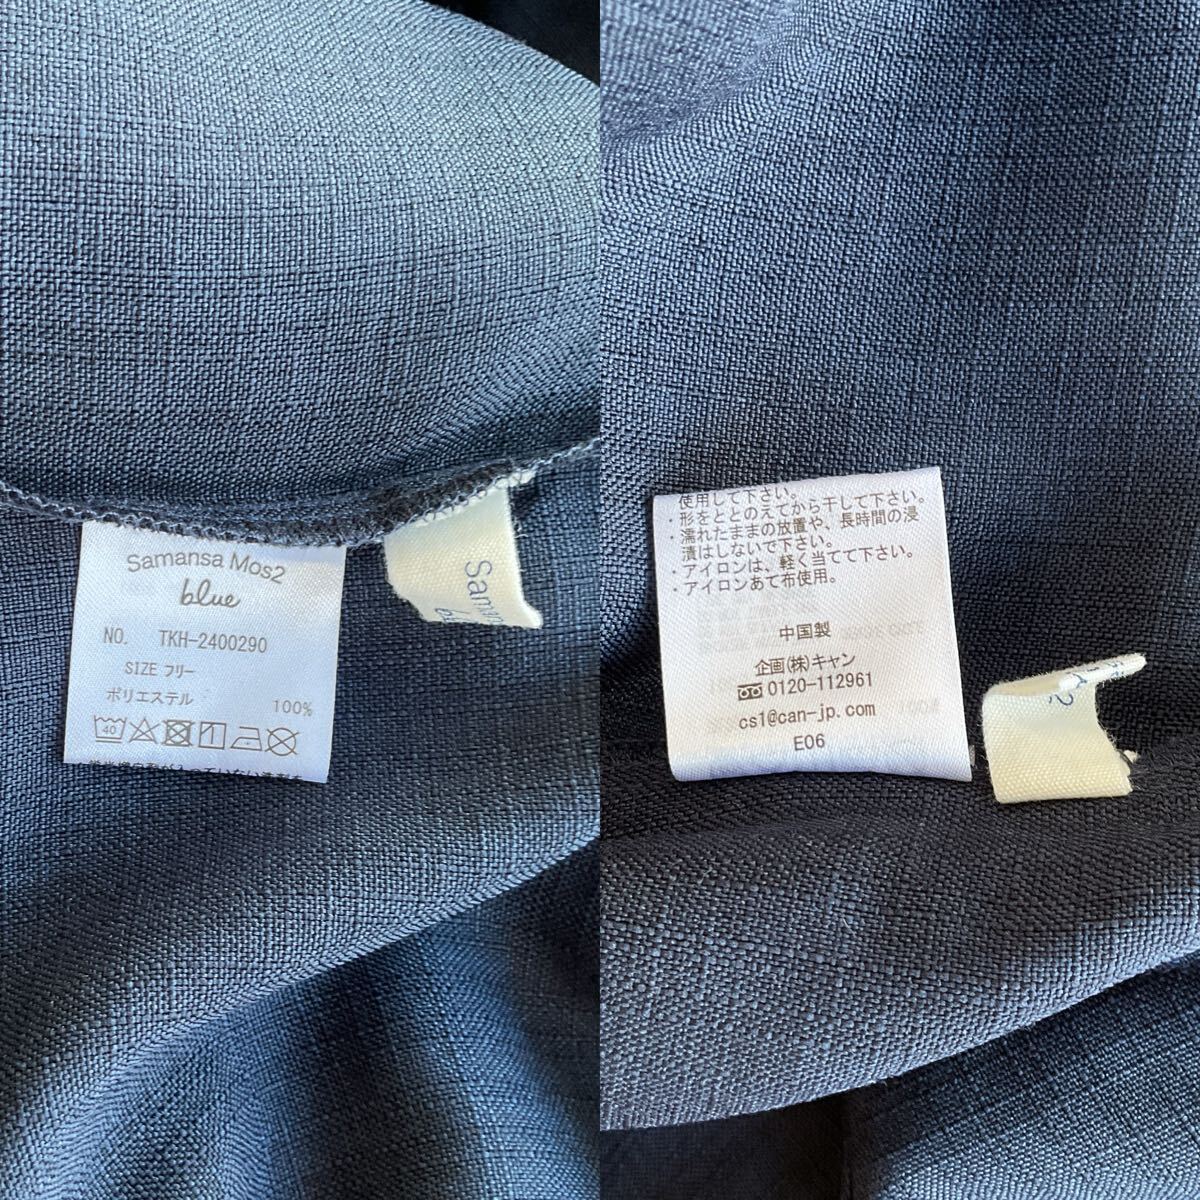 Samansa Mos2
blue
NO. TKH-2400290
SIZE フリー
ポリエステル 100%
40
Saman
使用して下さい。
・形をととのえてから干して下さい。
・濡れたままの放置や、長時間の浸
漬はしないで下さい。
・アイロンは、軽く当てて下さい。
・アイロンあて布使用。
中国製
企画(株)キャン
0120-112961
cs1@can-jp.com
E06